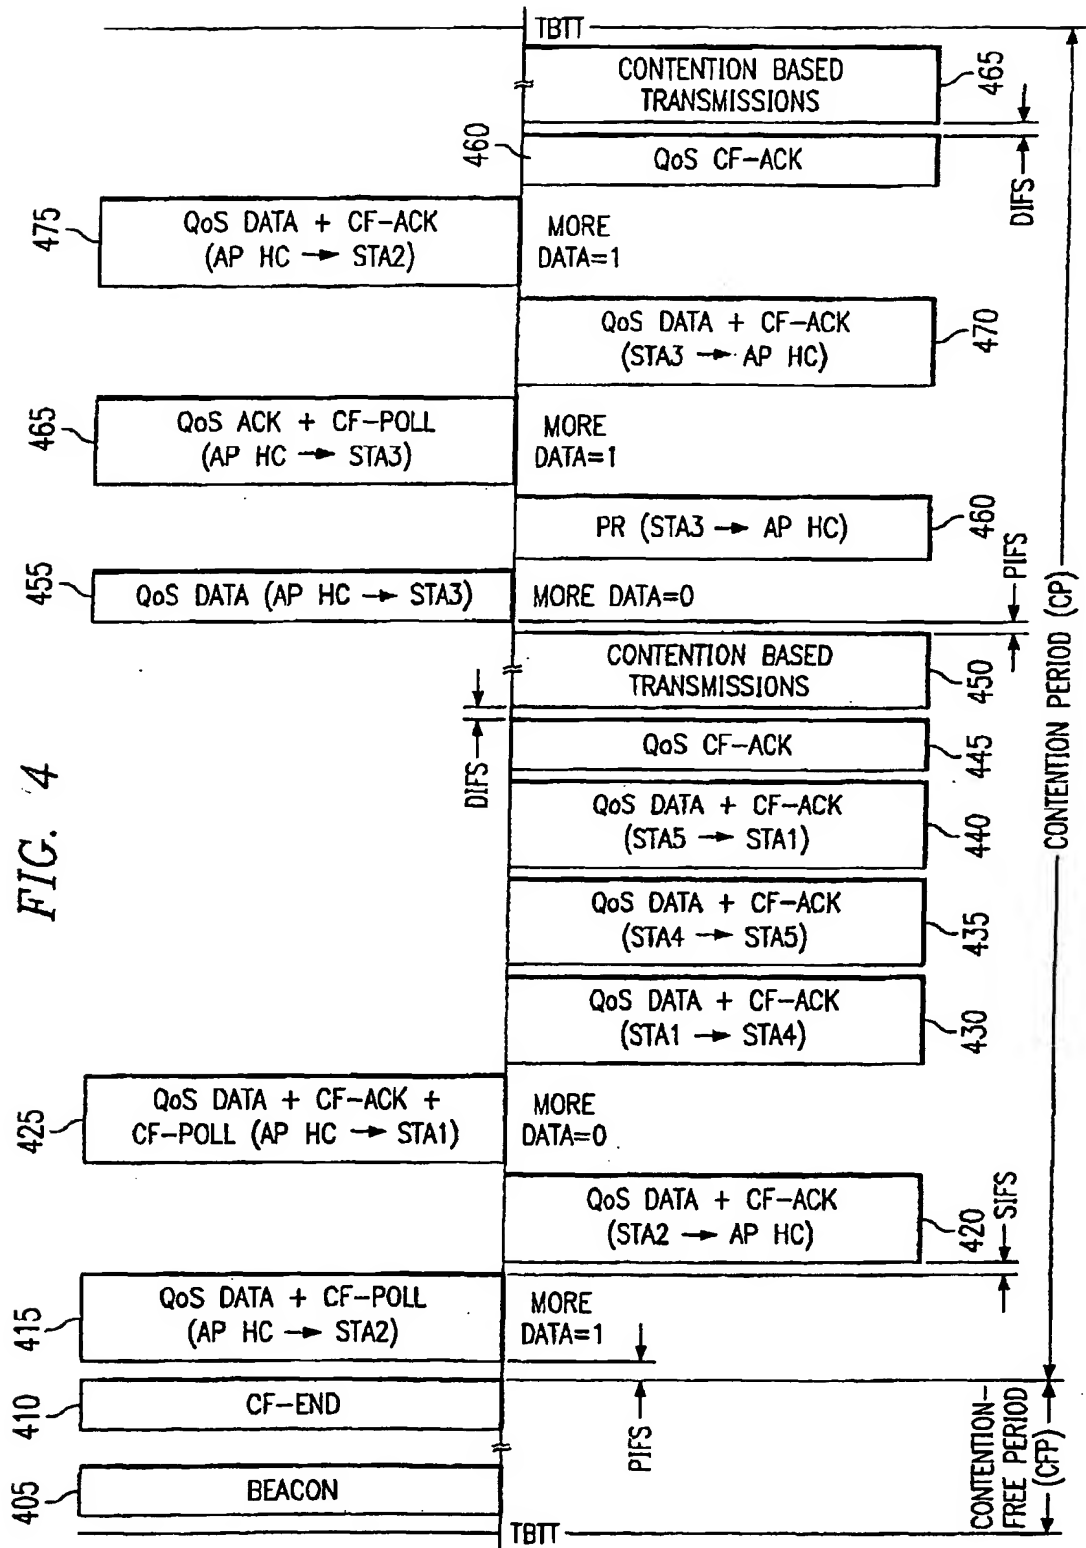 FIG. 4
TBTT
460
CONTENTION BASED
TRANSMISSIONS
465
QoS CF-ACK
DIFS
475
QoS DATA + CF-ACK
(AP HC → STA2)
MORE
DATA=1
QoS DATA + CF-ACK
(STA3 → AP HC)
470
465
QoS ACK + CF-POLL
(AP HC → STA3)
MORE
DATA=1
PR (STA3 → AP HC)
460
455
QoS DATA (AP HC → STA3)
MORE DATA=0
PIFS
CONTENTION BASED
TRANSMISSIONS
450
DIFS
QoS CF-ACK
445
QoS DATA + CF-ACK
(STA5 → STA1)
440
QoS DATA + CF-ACK
(STA4 → STA5)
435
QoS DATA + CF-ACK
(STA1 → STA4)
430
425
QoS DATA + CF-ACK +
CF-POLL (AP HC → STA1)
MORE
DATA=0
QoS DATA + CF-ACK
(STA2 → AP HC)
420
SIFS
415
QoS DATA + CF-POLL
(AP HC → STA2)
MORE
DATA=1
PIFS
410
CF-END
405
BEACON
TBTT
CONTENTION PERIOD (CP)
CONTENTION-
FREE PERIOD
(CFP)